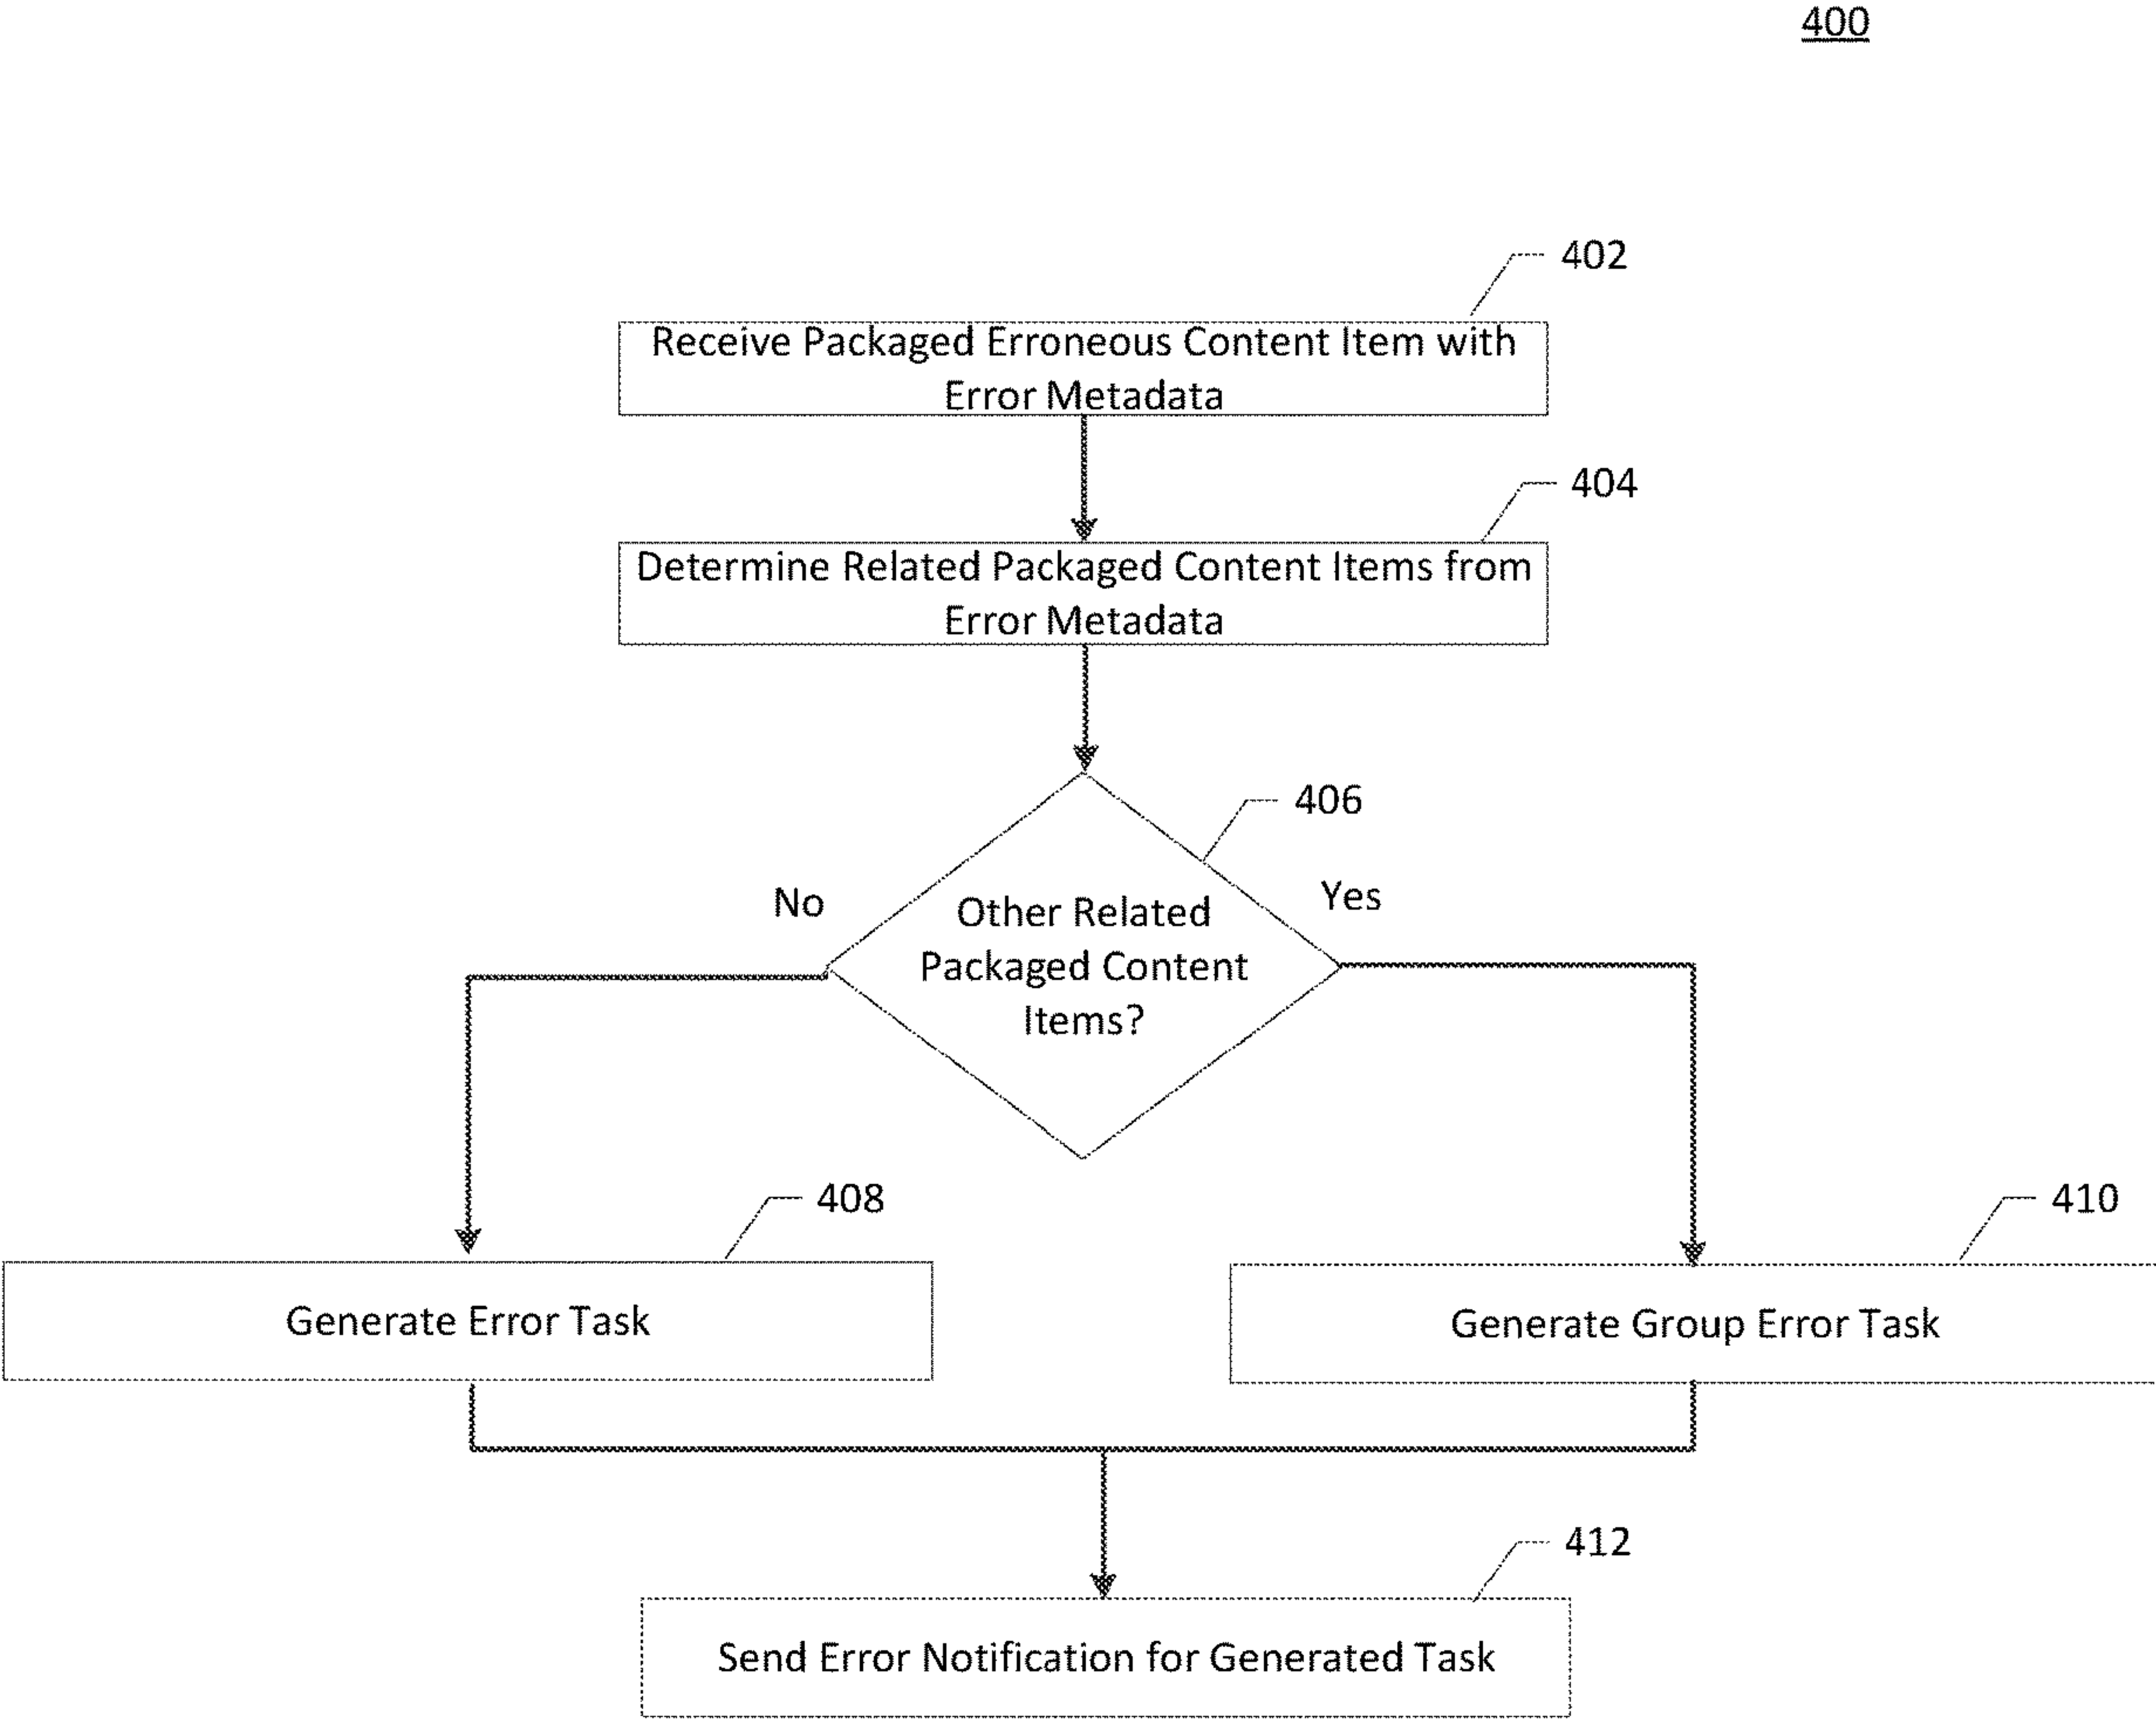 400
402
Receive Packaged Erroneous Content Item with
Error Metadata
404
Determine Related Packaged Content Items from
Error Metadata
406
No
Yes
Other Related
Packaged Content
Items?
408
410
Generate Error Task
Generate Group Error Task
412
Send Error Notification for Generated Task